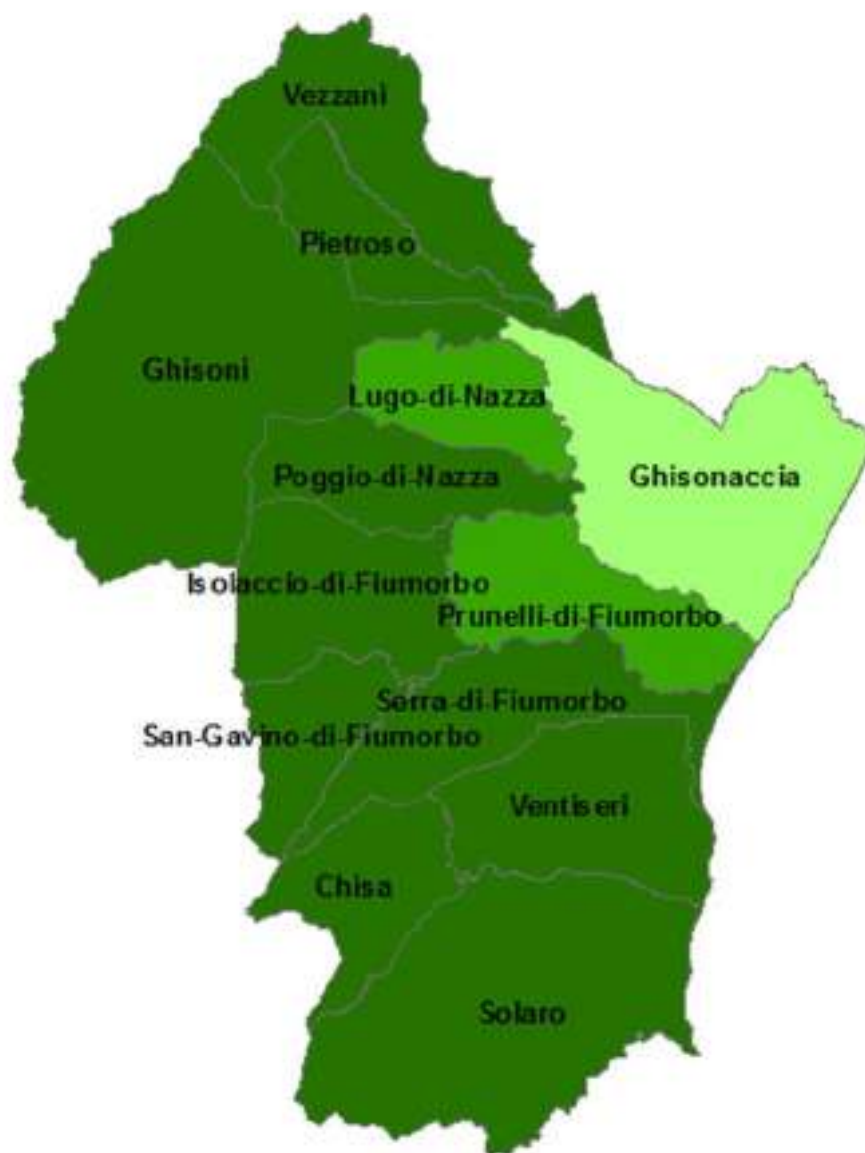 Vezzani
Pietroso
Ghisoni
Lugo-di-Nazza
Poggio-di-Nazza
Ghisonaccia
Isolaccio-di-Fiumorbo
Prunelli-di-Fiumorbo
Serra-di-Fiumorbo
San-Gavino-di-Fiumorbo
Ventiseri
Chisa
Solaro